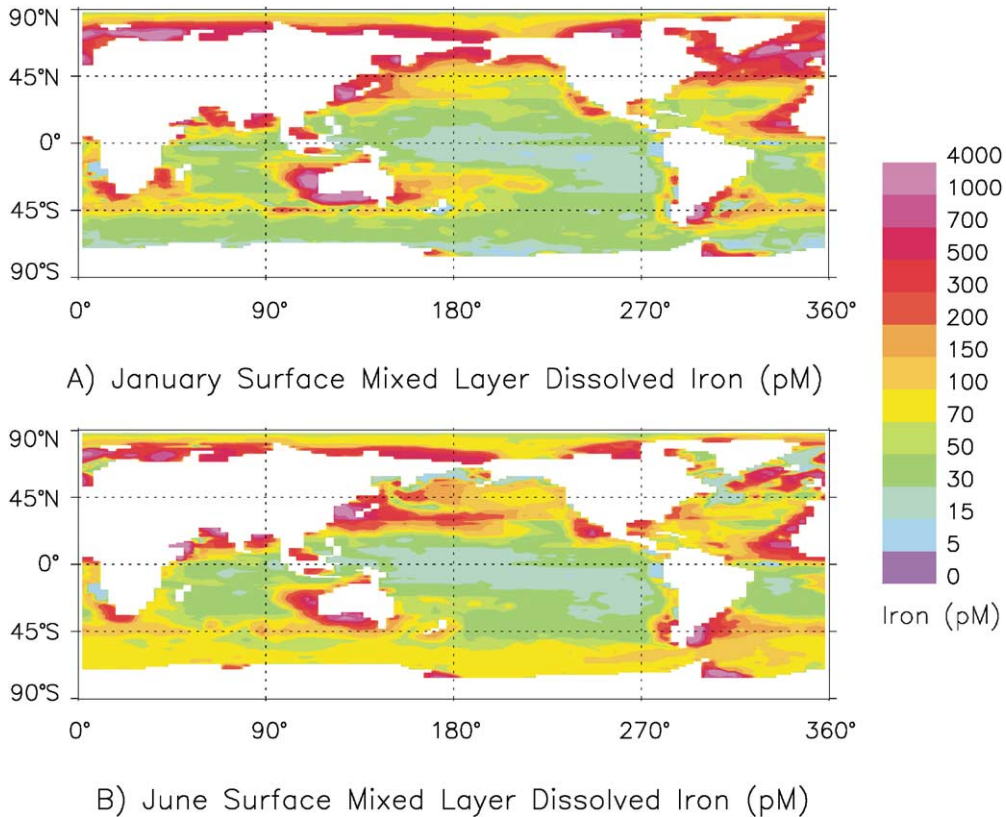 90°N
45°N
0°
45°S
90°S
0° 90° 180° 270° 360°
A) January Surface Mixed Layer Dissolved Iron (pM)
90°N
45°N
0°
45°S
90°S
0° 90° 180° 270° 360°
B) June Surface Mixed Layer Dissolved Iron (pM)
4000
1000
700
500
300
200
150
100
70
50
30
15
5
0
Iron (pM)